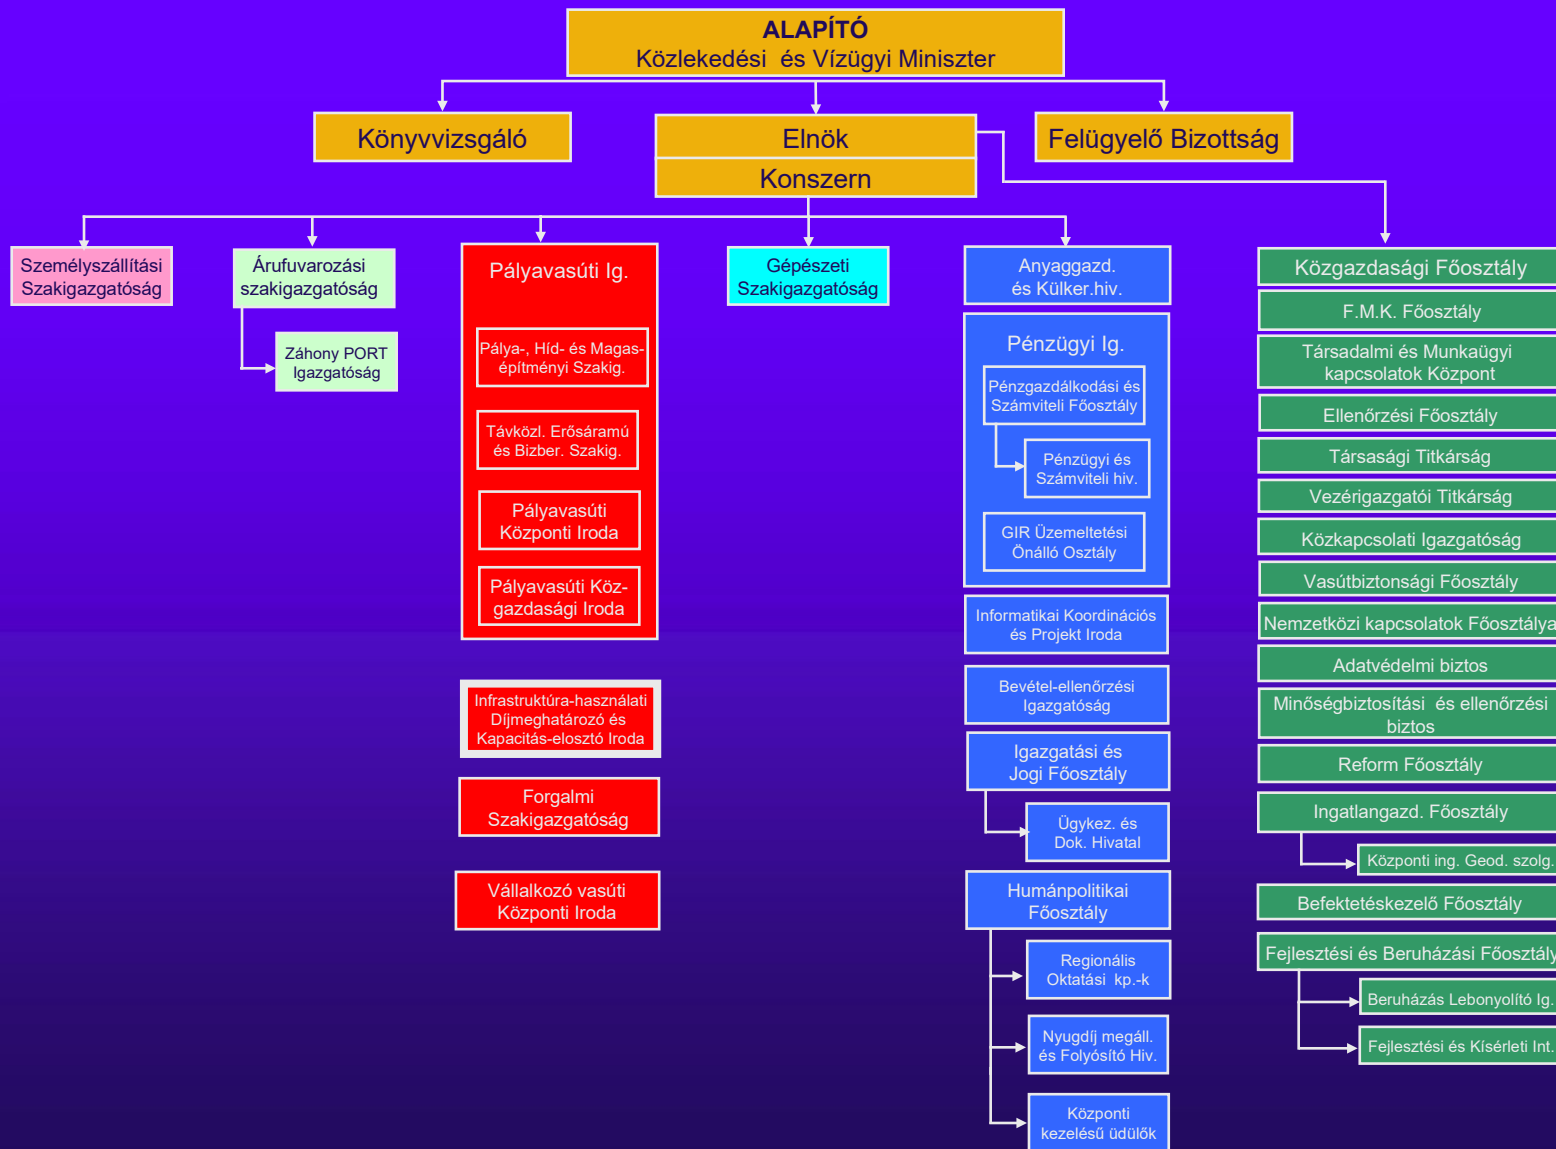 ALAPÍTÓ
Közlekedési és Vízügyi Miniszter
Könyvvizsgáló
Elnök
Konszern
Felügyelő Bizottság
Személyszállítási
Szakigazgatóság
Árufuvarozási
szakigazgatóság
Záhony PORT
Igazgatóság
Pályavasúti Ig.
Pálya-, Híd- és Magas-
építményi Szakig.
Távközl. Erősáramú
és Bizber. Szakig.
Pályavasúti
Központi Iroda
Pályavasúti Köz-
gazdasági Iroda
Infrastruktúra-használati
Díjmeghatározó és
Kapacitás-elosztó Iroda
Forgalmi
Szakigazgatóság
Vállalkozó vasúti
Központi Iroda
Gépészeti
Szakigazgatóság
Anyaggazd.
és Külker.hiv.
Pénzügyi Ig.
Pénzgazdálkodási és
Számviteli Főosztály
Pénzügyi és
Számviteli hiv.
GIR Üzemeltetési
Önálló Osztály
Informatikai Koordinációs
és Projekt Iroda
Bevétel-ellenőrzési
Igazgatóság
Igazgatási és
Jogi Főosztály
Ügykez. és
Dok. Hivatal
Humánpolitikai
Főosztály
Regionális
Oktatási kp.-k
Nyugdíj megáll.
és Folyósító Hiv.
Központi
kezelésű üdülők
Közgazdasági Főosztály
F.M.K. Főosztály
Társadalmi és Munkaügyi
kapcsolatok Központ
Ellenőrzési Főosztály
Társasági Titkárság
Vezérigazgatói Titkárság
Közkapcsolati Igazgatóság
Vasútbiztonsági Főosztály
Nemzetközi kapcsolatok Főosztálya
Adatvédelmi biztos
Minőségbiztosítási és ellenőrzési
biztos
Reform Főosztály
Ingatlangazd. Főosztály
Központi ing. Geod. szolg.
Befektetéskezelő Főosztály
Fejlesztési és Beruházási Főosztály
Beruházás Lebonyolító Ig.
Fejlesztési és Kísérleti Int.